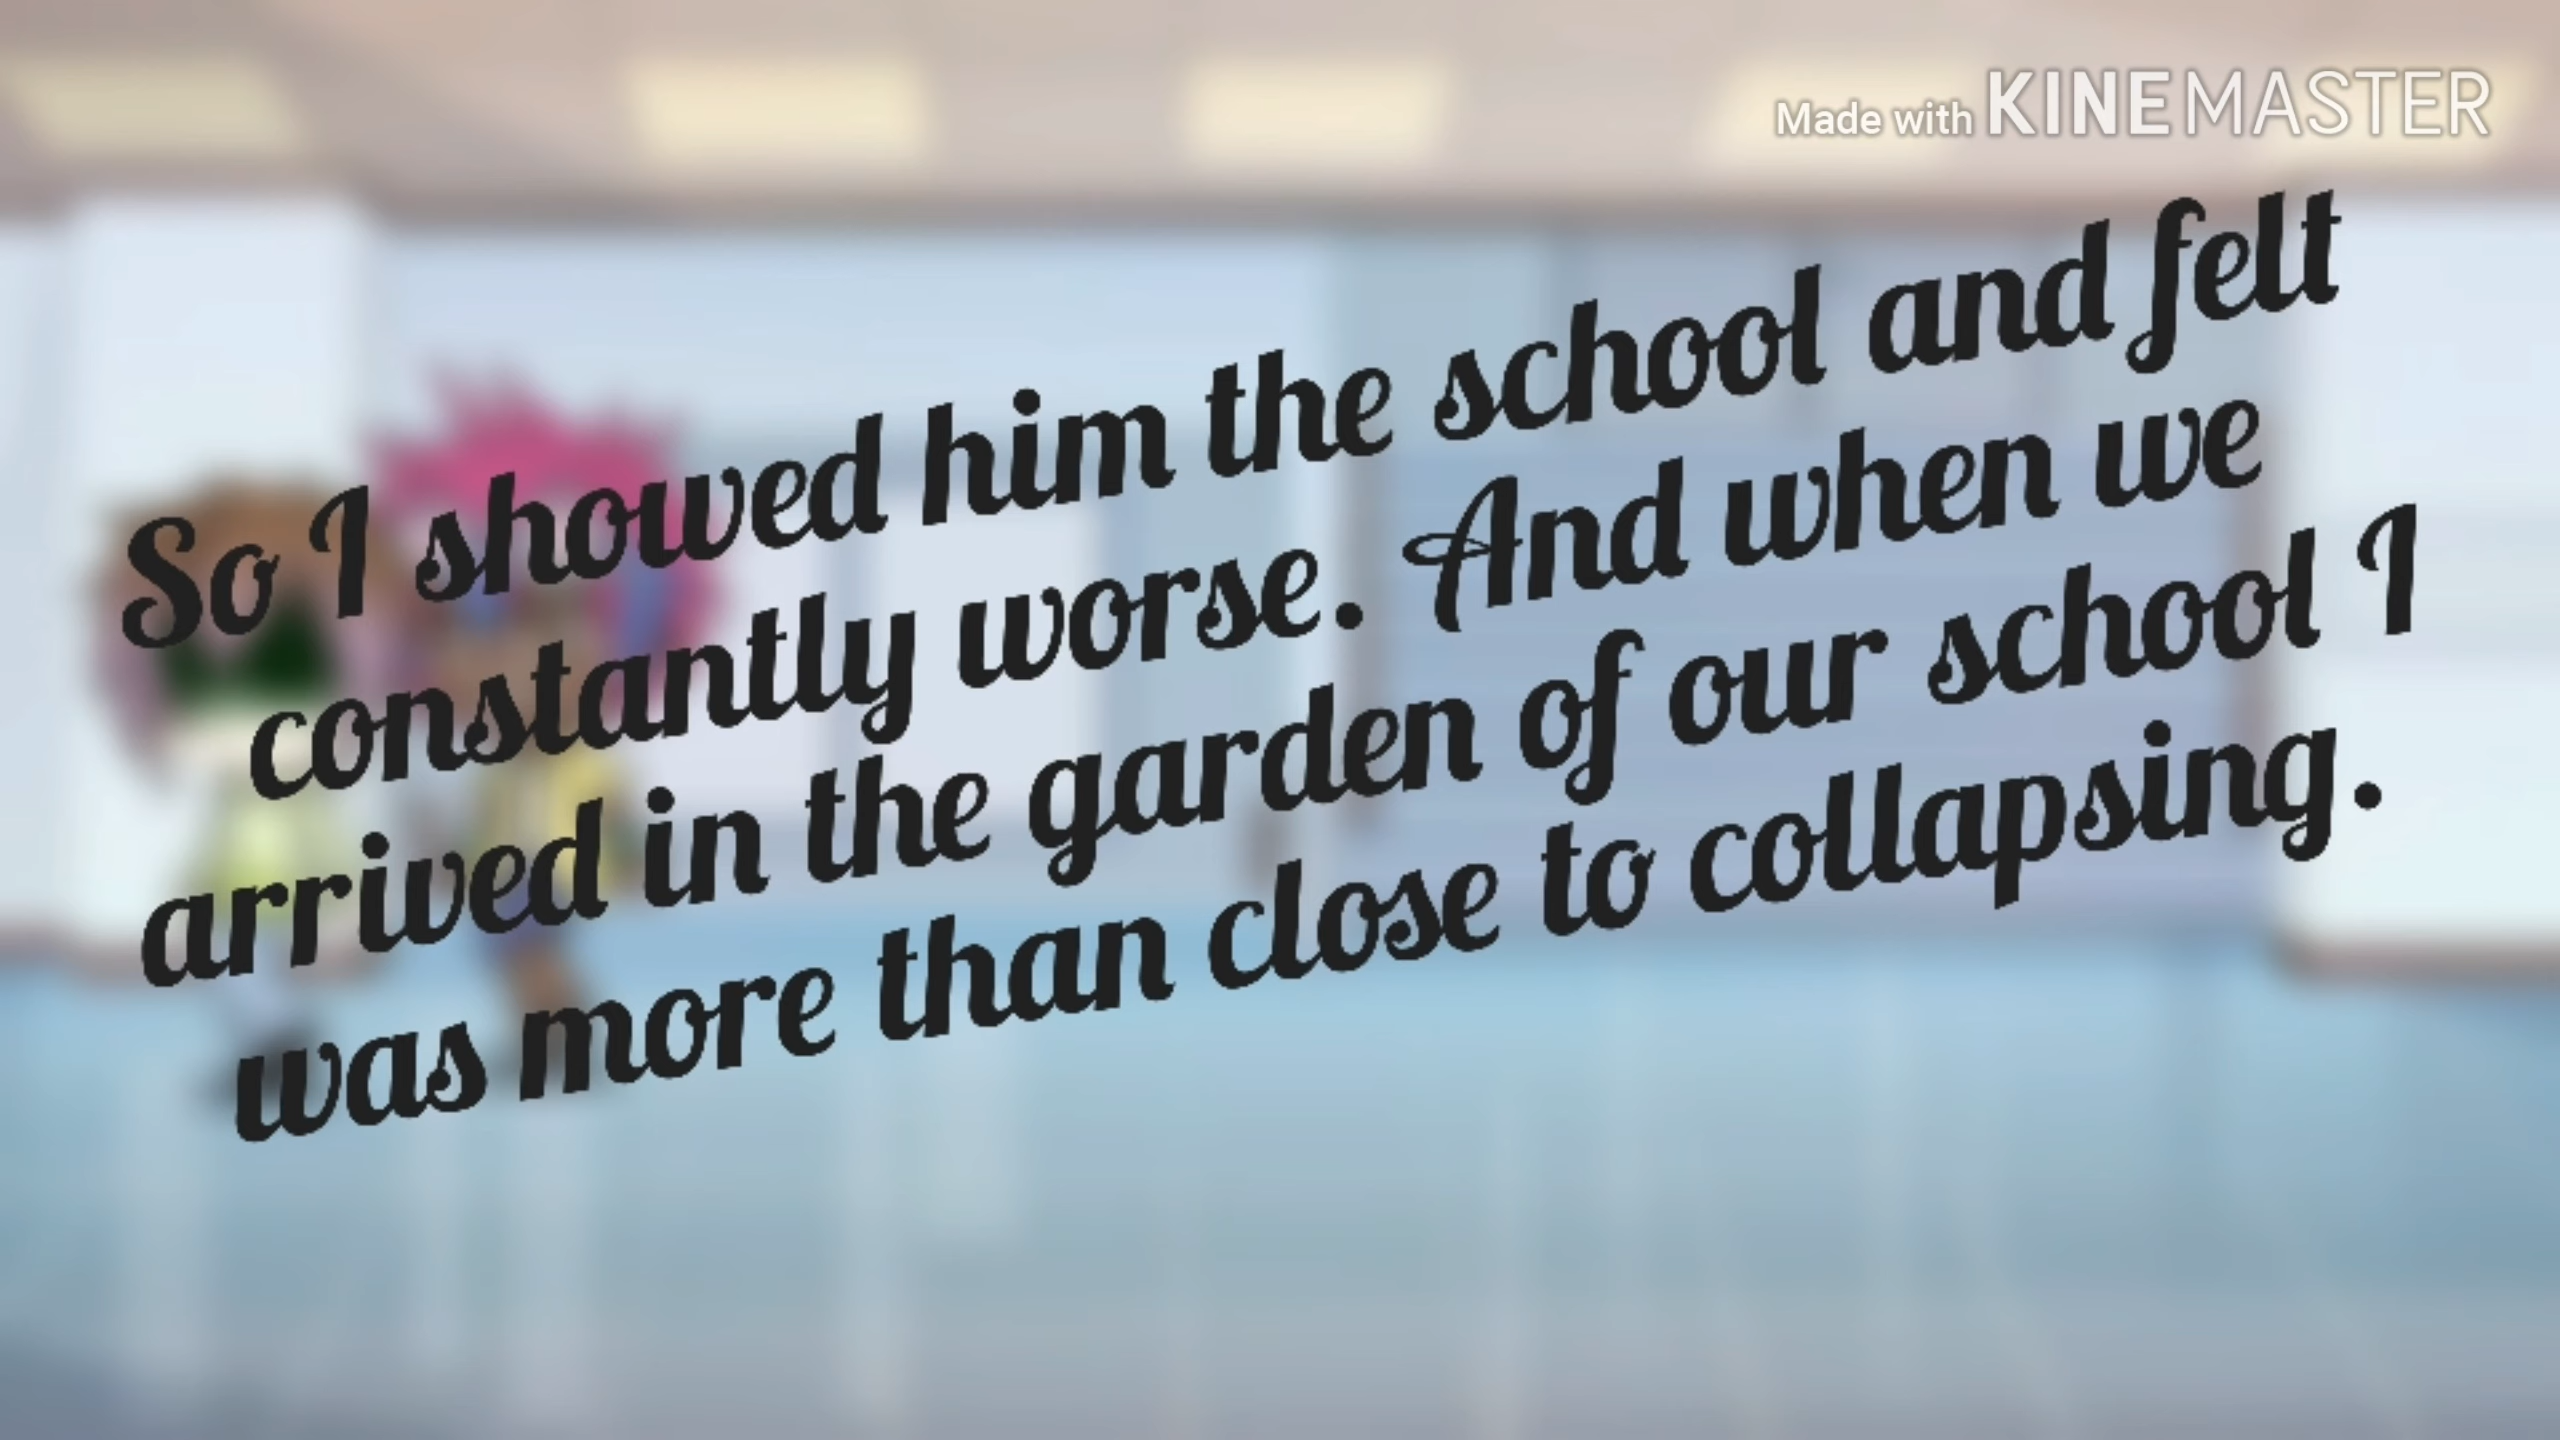 Made with KINEMASTER
So I showed him the school and felt
constantly worse. And when we
arrived in the garden of our school I
was more than close to collapsing.